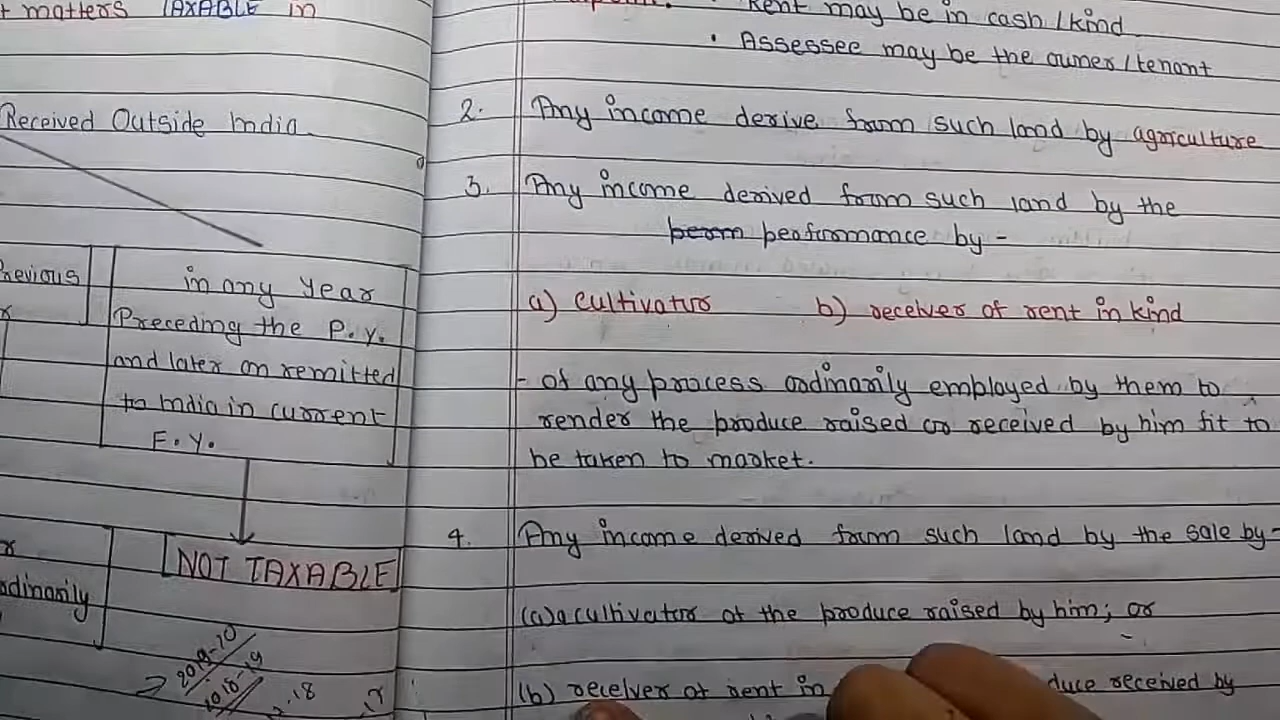 t matters TAXABLE in
Received Outside India.
Previous
in any Year
Preceding the P.Y.
and later on remitted
to India in current
F.Y.
NOT TAXABLE
ordinarily
2019-20
2018-19
Rent may be in cash/kind
• Assessee may be the owner/tenant
2. Any income derive from such land by agriculture
3. Any income derived from such land by the
perfromance by -
a) cultivator b) receiver of rent in kind
- of any process ordinarily employed by them to
render the produce raised or received by him fit to
be taken to market.
4. Any income derived from such land by the sale by-
(a) a cultivator of the produce raised by him; or
(b) receiver of rent in duce received by